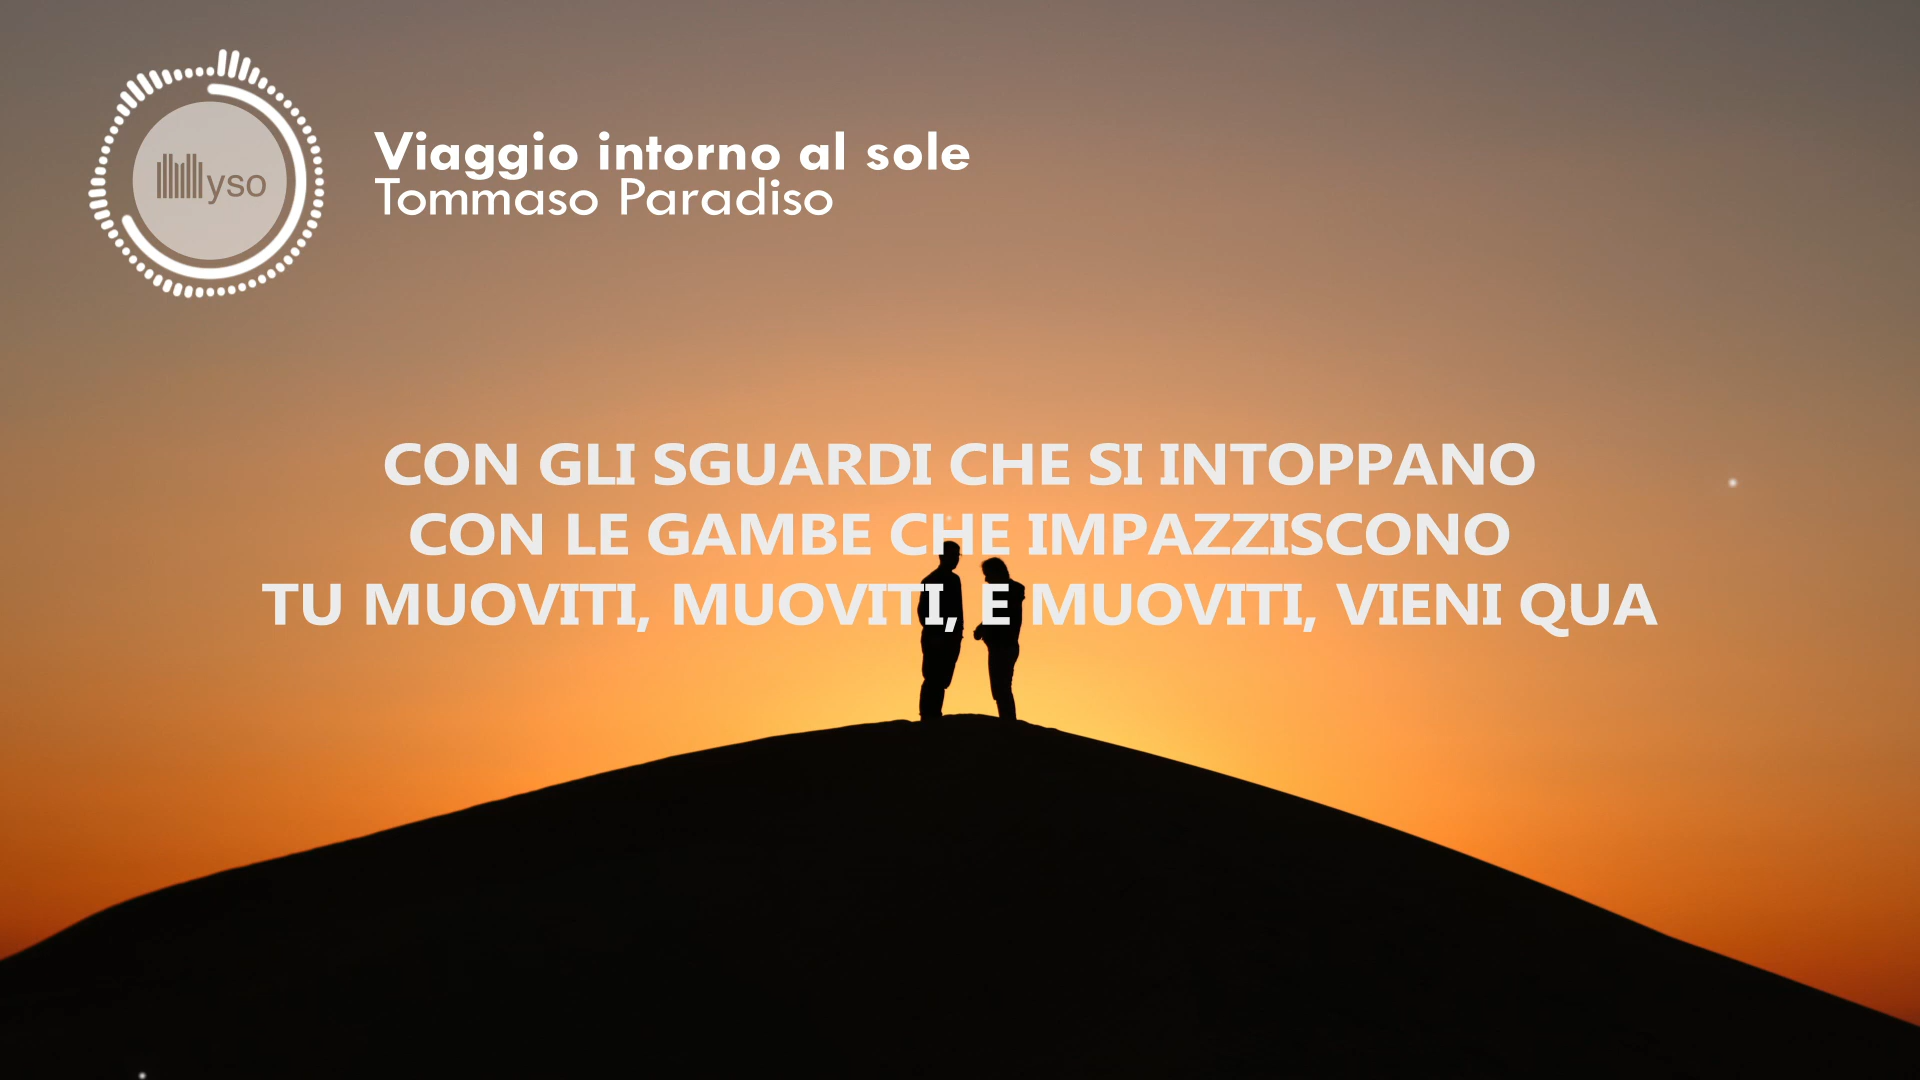 yso
Viaggio intorno al sole
Tommaso Paradiso
CON GLI SGUARDI CHE SI INTOPPANO
CON LE GAMBE CHE IMPAZZISCONO
TU MUOVITI, MUOVITI, E MUOVITI, VIENI QUA